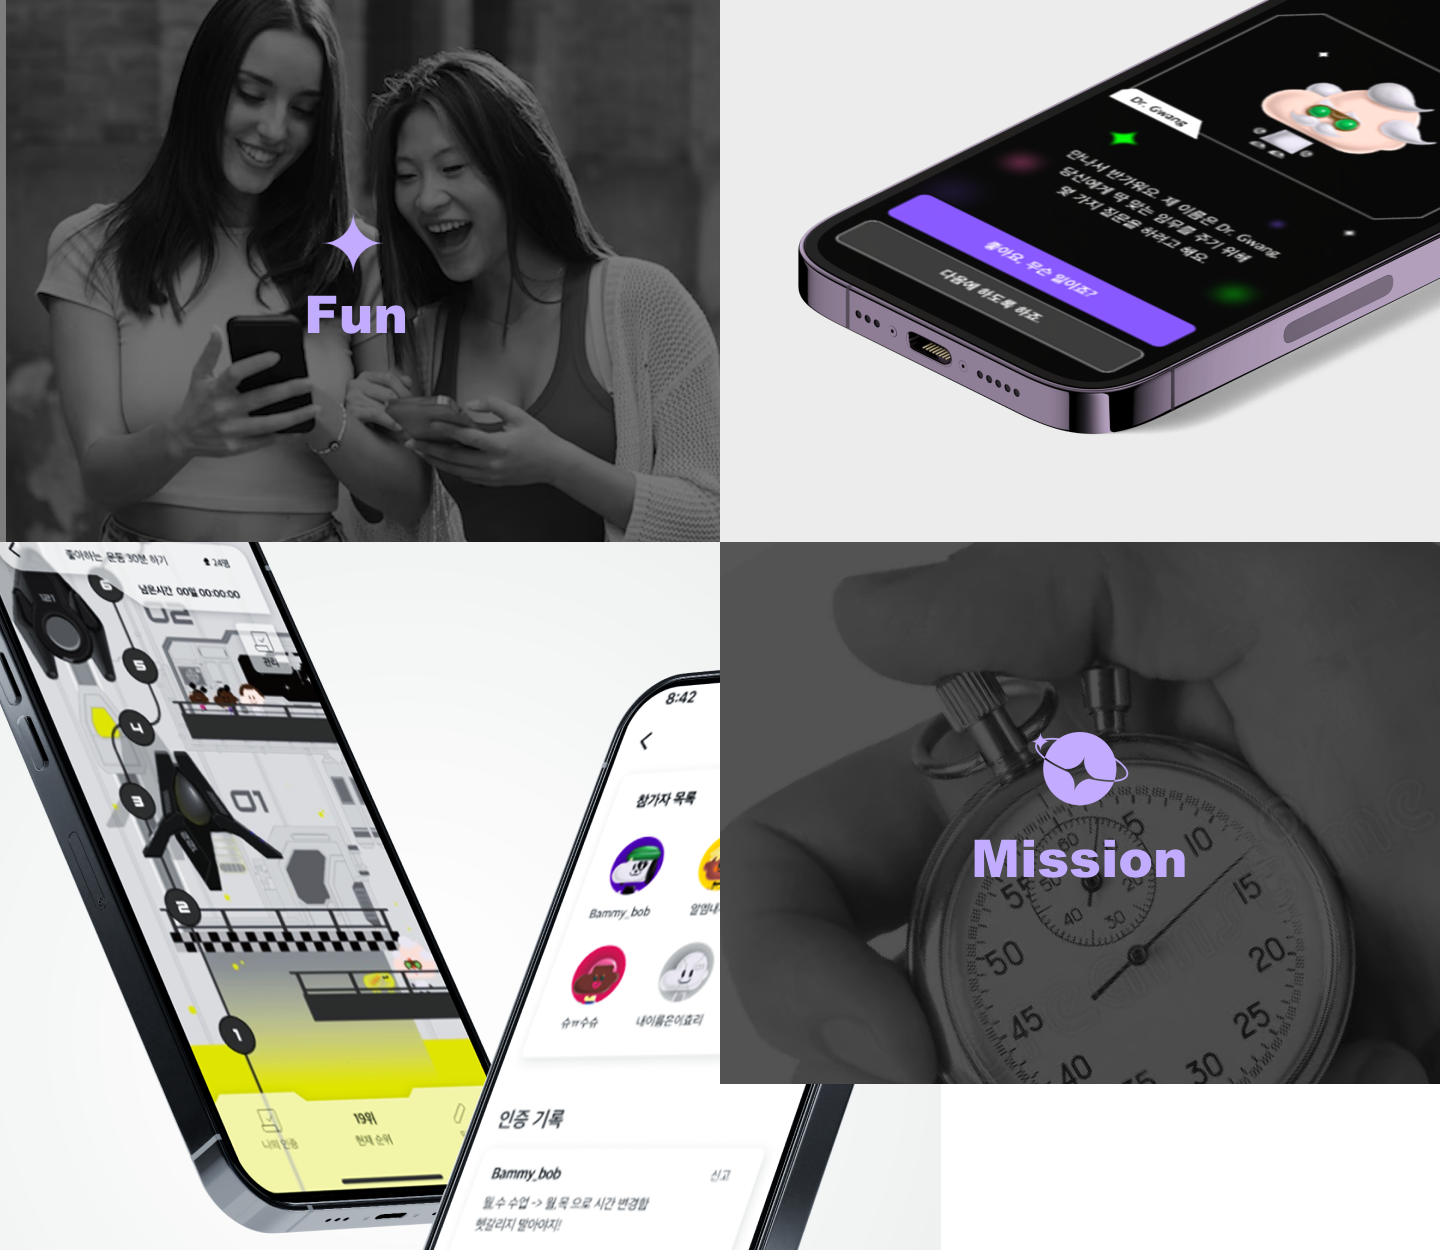 Fun
Dr. Gwang
만나서 반가워요. 제 이름은 Dr. Gwang
당신에게 딱 맞는 임무를 주기 위해
몇 가지 질문을 하려고 해요
좋아요, 무슨 일이죠?
다음에 하도록 하죠.
좋아하는 운동 30분 하기
24명
남은시간 00일 00:00:00
02
6
121
관리
5
4
3
01
2
1
나의 인증
19위
현재 순위
8:42
참가자 목록
Bammy_bob
알엠내
슈ㅠ수슈
내이름은이효리
인증 기록
Bammy_bob
신고
월,수 수업 -> 월,목 으로 시간 변경함
헷갈리지 말아야지!
Mission
60
5
10
15
20
25
30
35
40
45
50
55
50
20
40
30